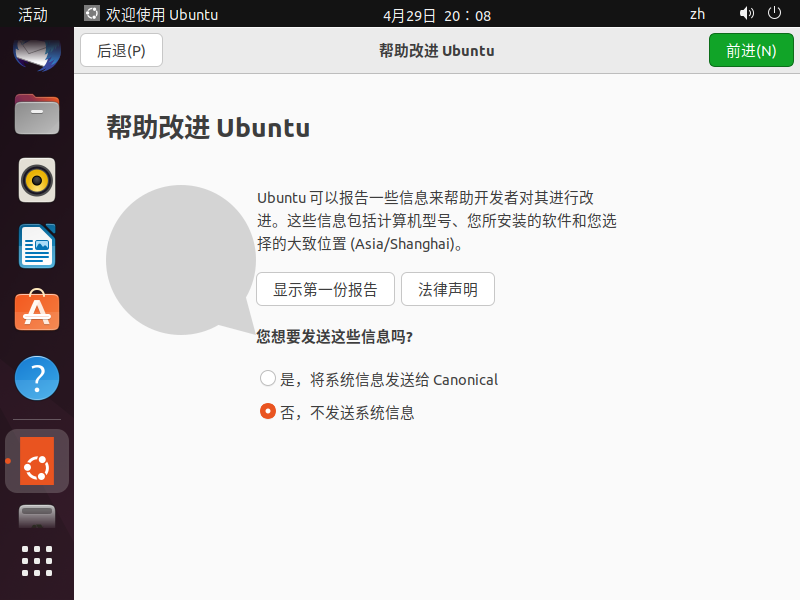 活动 欢迎使用 Ubuntu 4月29日 20：08 zh
后退(P) 帮助改进 Ubuntu 前进(N)
帮助改进 Ubuntu
Ubuntu 可以报告一些信息来帮助开发者对其进行改
进。这些信息包括计算机型号、您所安装的软件和您选
择的大致位置 (Asia/Shanghai)。
显示第一份报告 法律声明
您想要发送这些信息吗?
是，将系统信息发送给 Canonical
否，不发送系统信息